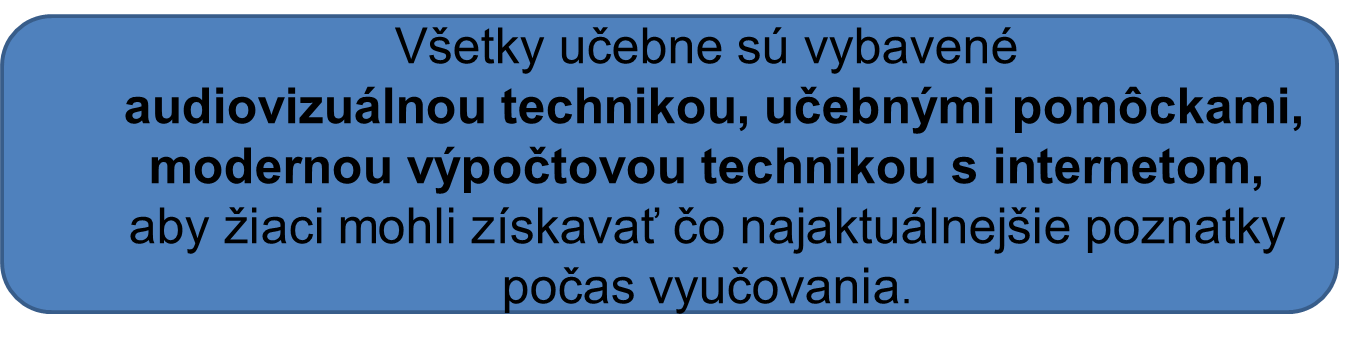 Všetky učebne sú vybavené
audiovizuálnou technikou, učebnými pomôckami,
modernou výpočtovou technikou s internetom,
aby žiaci mohli získavať čo najaktuálnejšie poznatky
počas vyučovania.